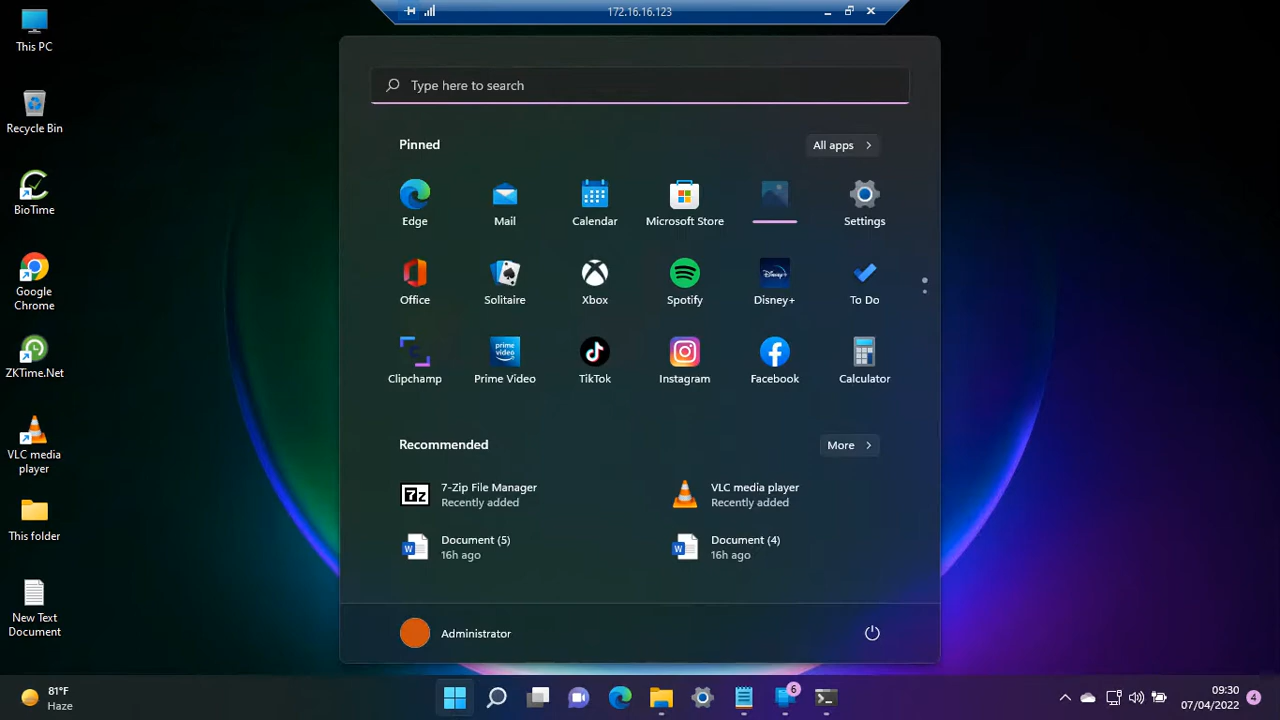 172.16.16.123
This PC
Recycle Bin
BioTime
Google
Chrome
ZKTime.Net
VLC media
player
This folder
New Text
Document
Type here to search
Pinned
All apps
Edge
Mail
Calendar
Microsoft Store
Settings
Office
Solitaire
Xbox
Spotify
Disney+
To Do
Clipchamp
Prime Video
TikTok
Instagram
Facebook
Calculator
Recommended
More
7-Zip File Manager
Recently added
VLC media player
Recently added
Document (5)
16h ago
Document (4)
16h ago
Administrator
81°F
Haze
6
09:30
07/04/2022
4